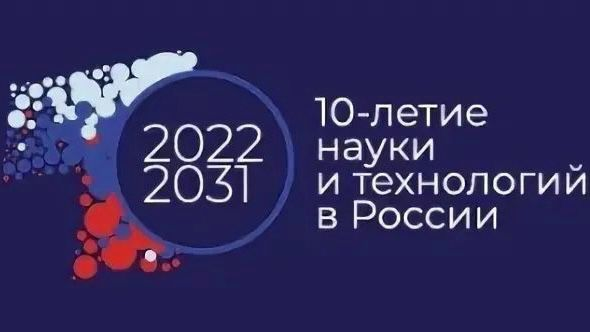 2022
2031
10-летие
науки
и технологий
в России